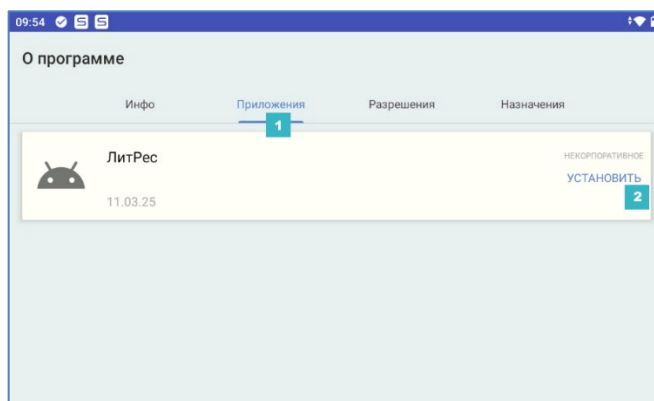 09:54 S S
О программе
Инфо Приложения Разрешения Назначения
1
ЛитРес
НЕКОРПОРАТИВНОЕ
УСТАНОВИТЬ
2
11.03.25